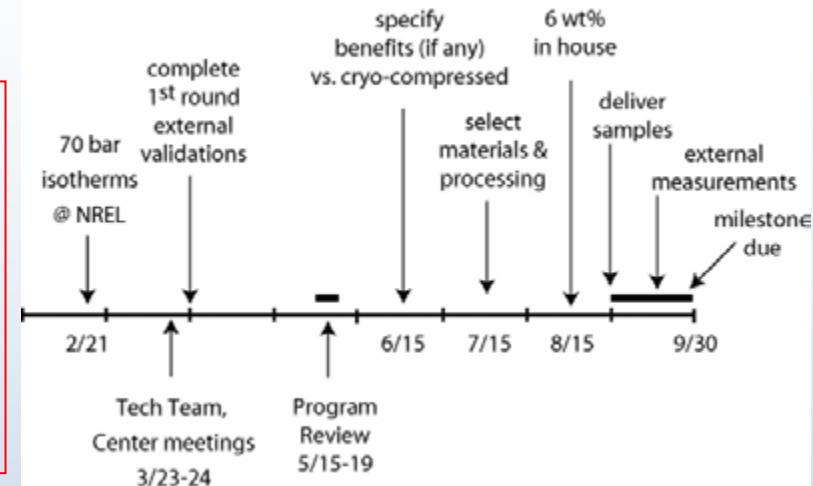 70 bar
isotherms
@ NREL
complete
1st round
external
validations
specify
benefits (if any)
vs. cryo-compressed
select
materials &
processing
6 wt%
in house
deliver
samples
external
measurements
milestone
due
2/21
6/15
7/15
8/15
9/30
Tech Team,
Center meetings
3/23-24
Program
Review
5/15-19